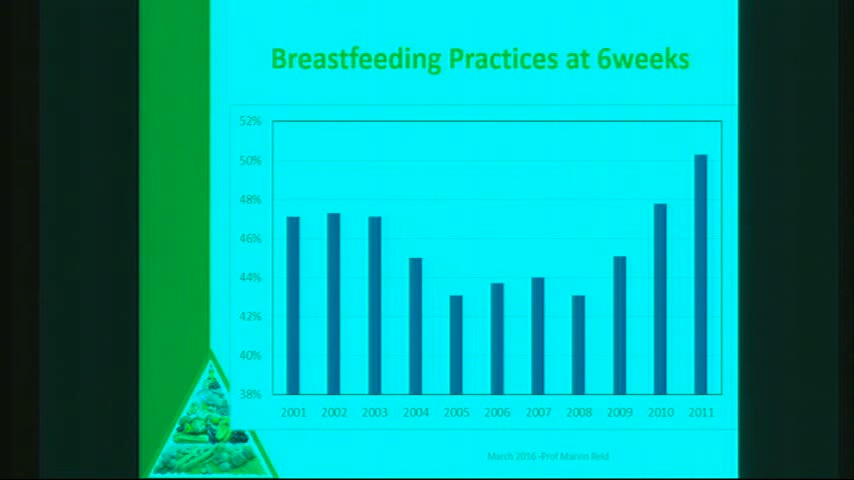 Breastfeeding Practices at 6weeks
52%
50%
48%
46%
44%
42%
40%
38%
2001 2002 2003 2004 2005 2006 2007 2008 2009 2010 2011
March 2016 -Prof Marvin Reid